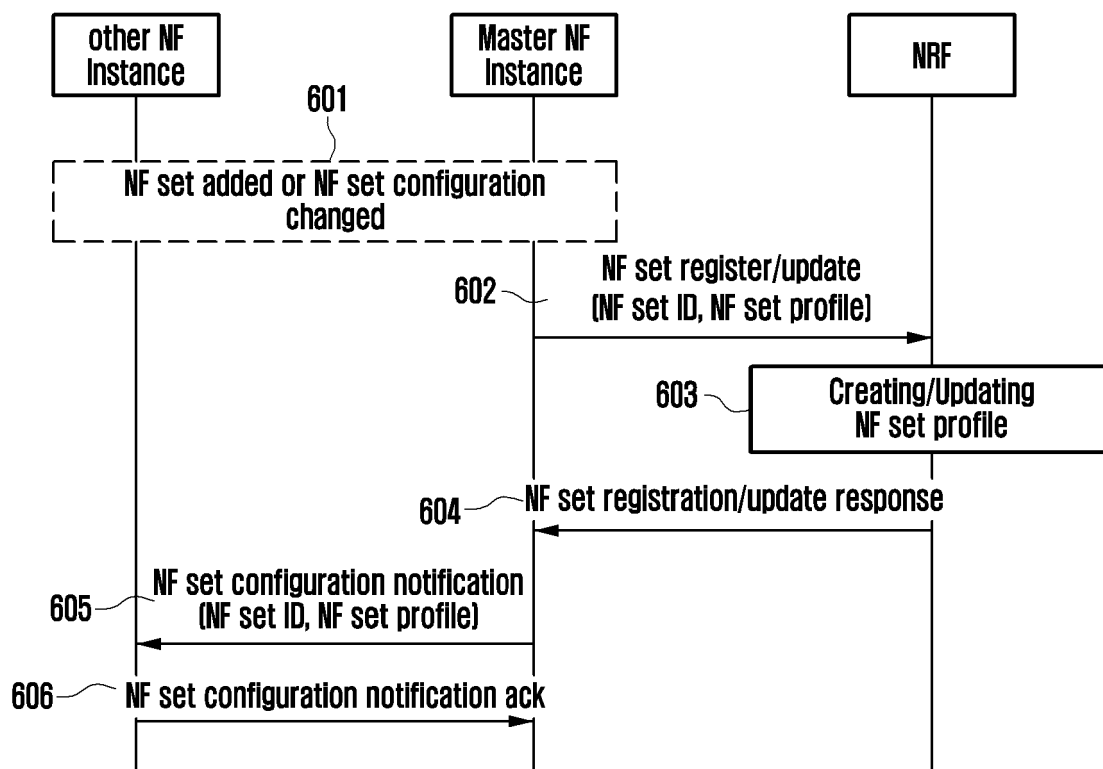 other NF
Instance
Master NF
Instance
NRF
601
NF set added or NF set configuration
changed
602
NF set register/update
(NF set ID, NF set profile)
603
Creating/Updating
NF set profile
604
NF set registration/update response
605
NF set configuration notification
(NF set ID, NF set profile)
606
NF set configuration notification ack